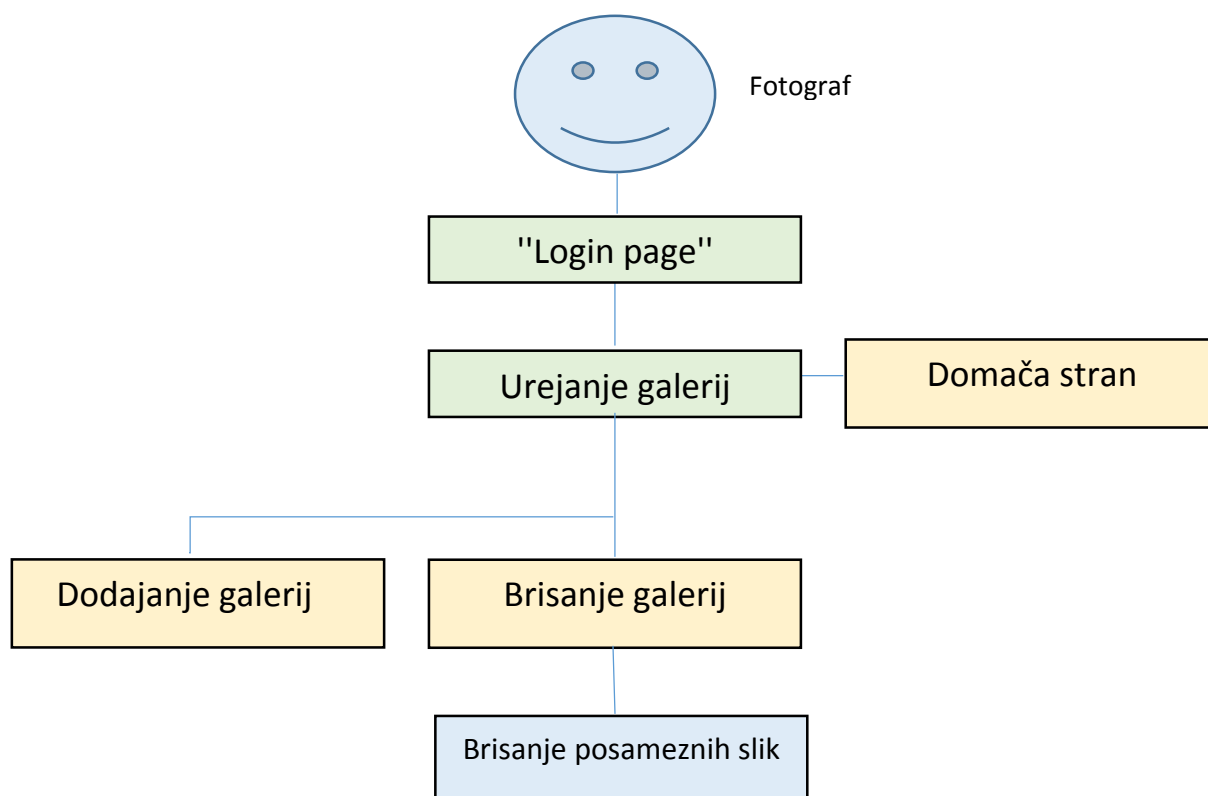 Fotograf
''Login page''
Urejanje galerij
Domača stran
Dodajanje galerij
Brisanje galerij
Brisanje posameznih slik